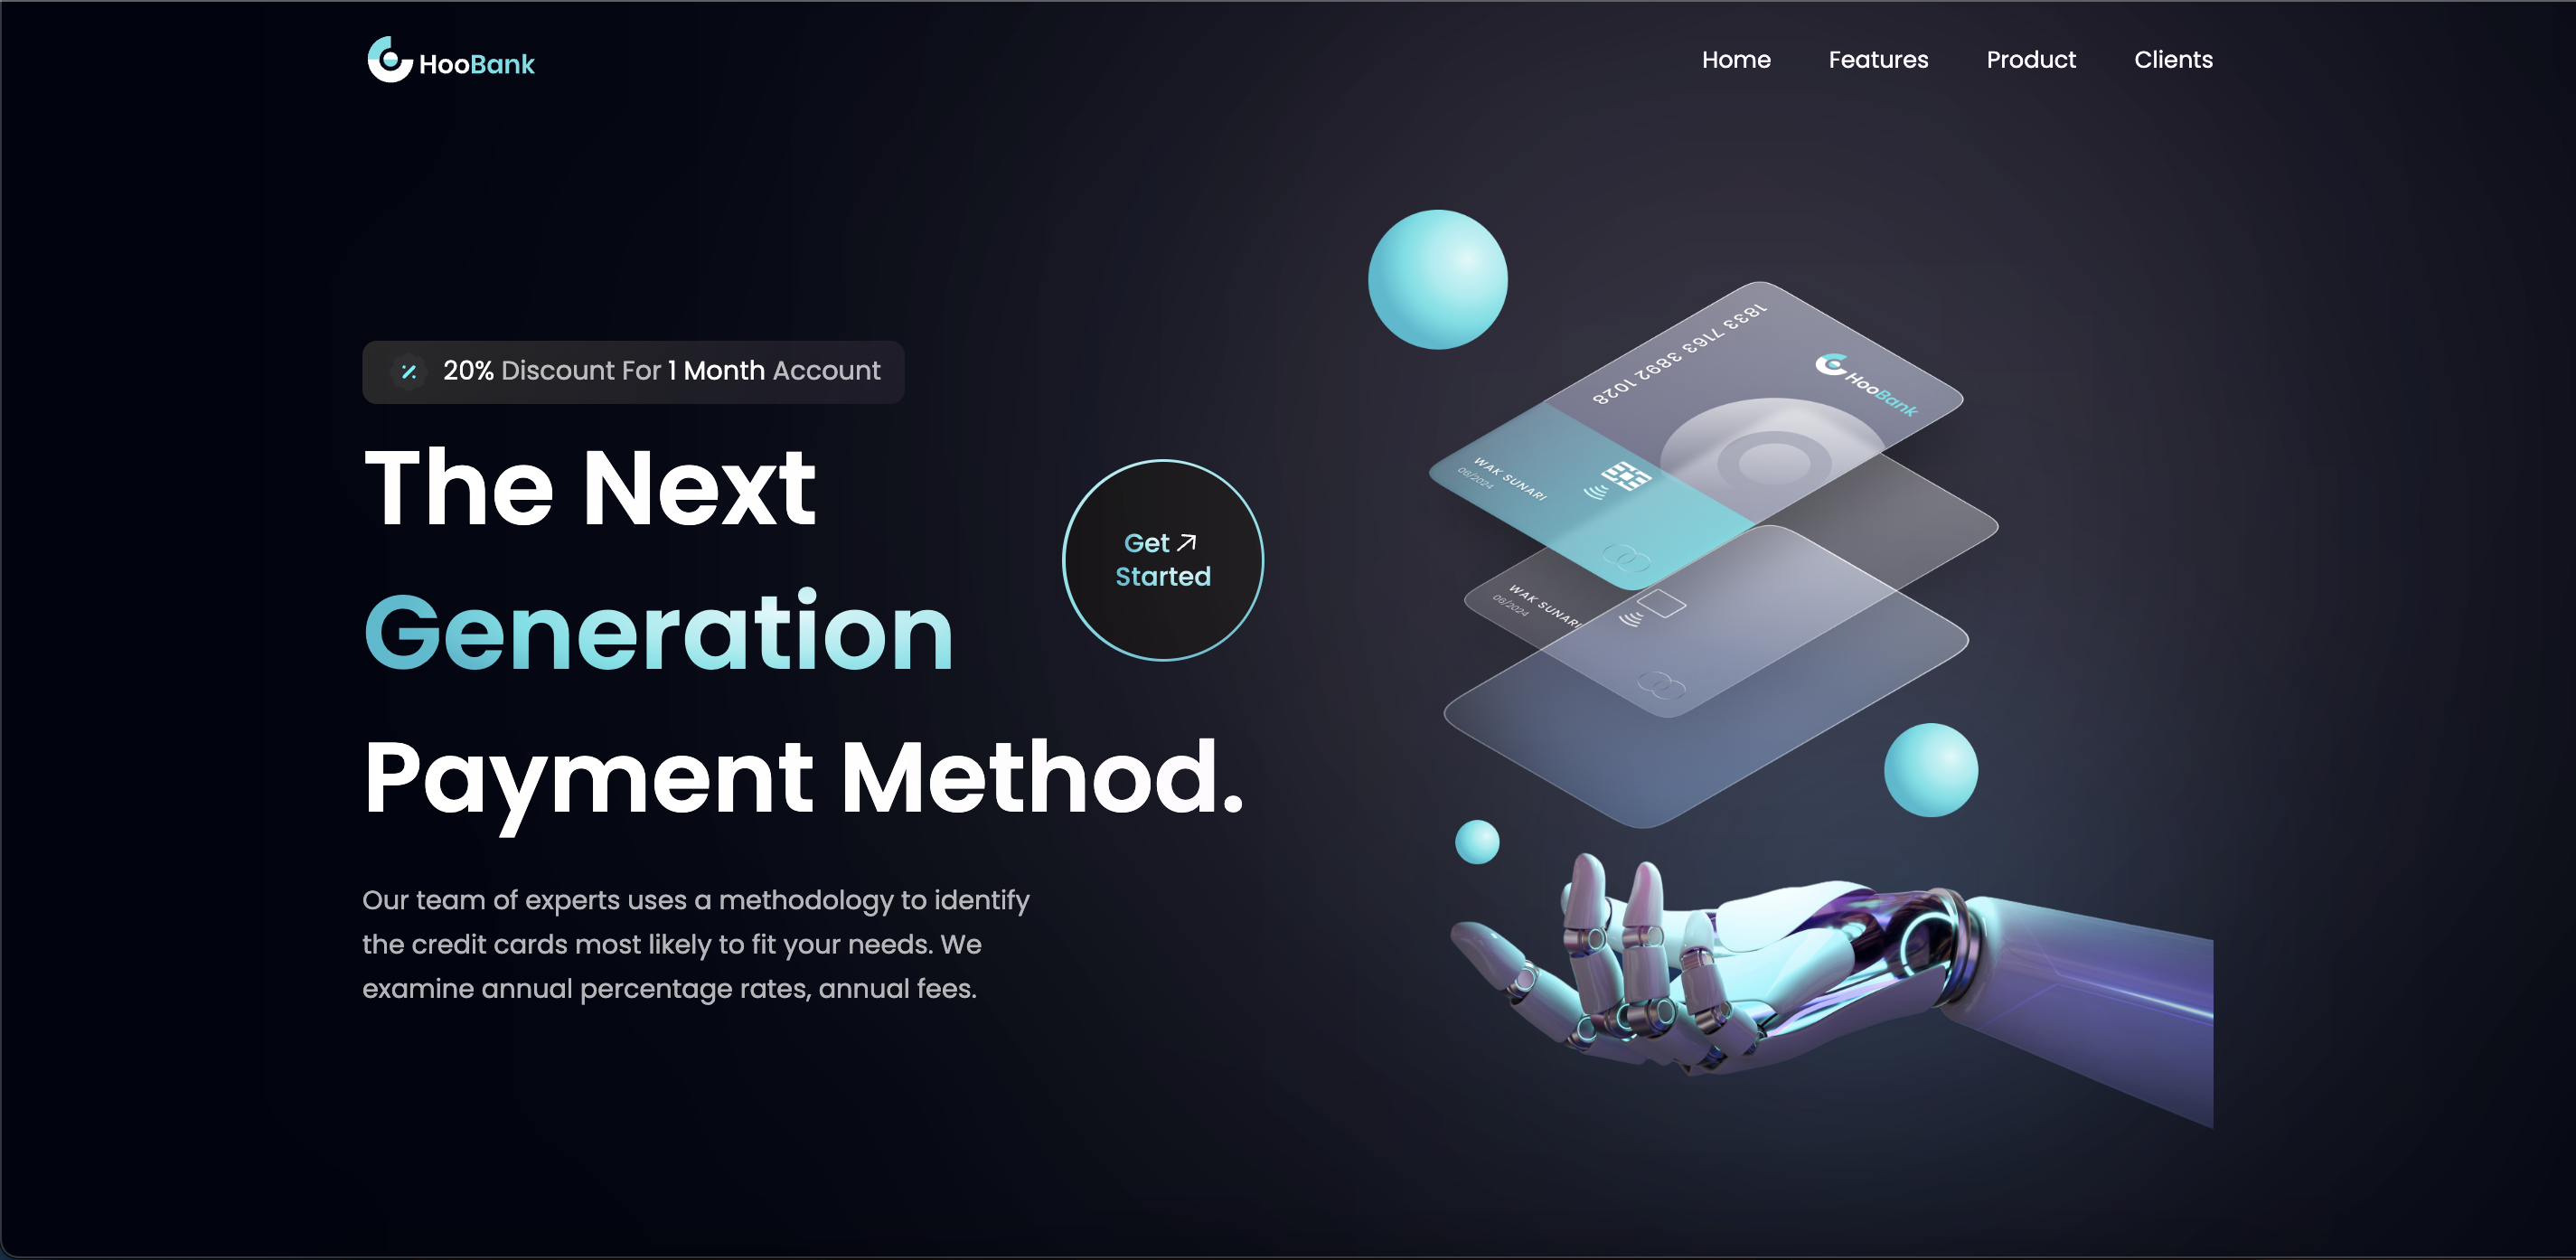 HooBank
Home Features Product Clients
20% Discount For 1 Month Account
The Next
Generation
Payment Method.
Get
Started
Our team of experts uses a methodology to identify
the credit cards most likely to fit your needs. We
examine annual percentage rates, annual fees.
1833 7163 3892 1028
HooBank
WAK SUNARI
08/2024
WAK SUNARI
08/2024